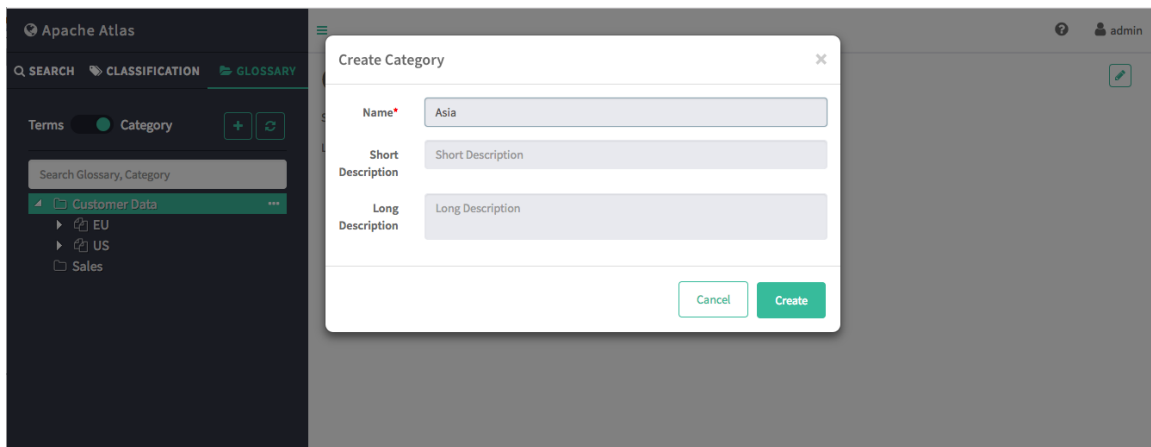 Apache Atlas
admin
SEARCH CLASSIFICATION GLOSSARY
Terms Category
Search Glossary, Category
Customer Data
EU
US
Sales
Create Category
Name*
Asia
Short Description
Short Description
Long Description
Long Description
Cancel
Create